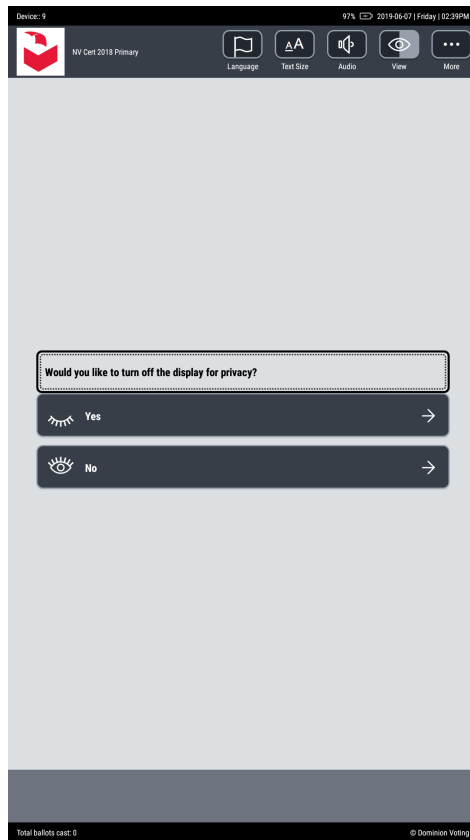 Device:: 9 97% 2019-06-07 | Friday | 02:39PM
NV Cert 2018 Primary
AA
Language Text Size Audio View More
Would you like to turn off the display for privacy?
Yes
No
Total ballots cast: 0 © Dominion Voting